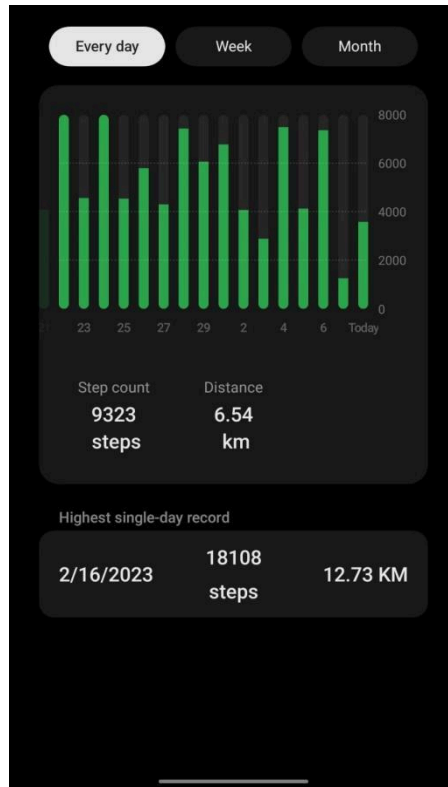 Every day Week Month
8000
6000
4000
2000
0
21 23 25 27 29 2 4 6 Today
Step count Distance
9323 6.54
steps km
Highest single-day record
2/16/2023 18108 steps 12.73 KM